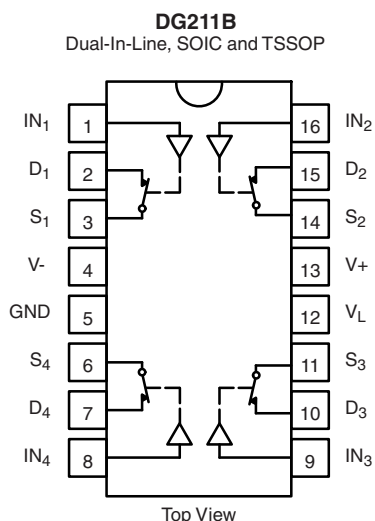 DG211B
Dual-In-Line, SOIC and TSSOP
IN1 1 16 IN2
D1 2 15 D2
S1 3 14 S2
V- 4 13 V+
GND 5 12 VL
S4 6 11 S3
D4 7 10 D3
IN4 8 9 IN3
Top View